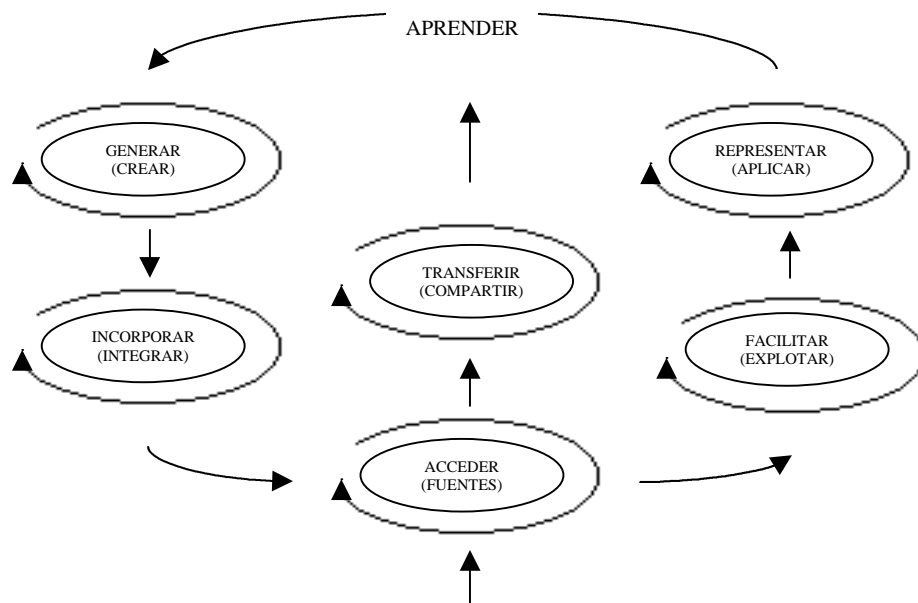 APRENDER
GENERAR
(CREAR)
REPRESENTAR
(APLICAR)
TRANSFERIR
(COMPARTIR)
INCORPORAR
(INTEGRAR)
FACILITAR
(EXPLOTAR)
ACCEDER
(FUENTES)